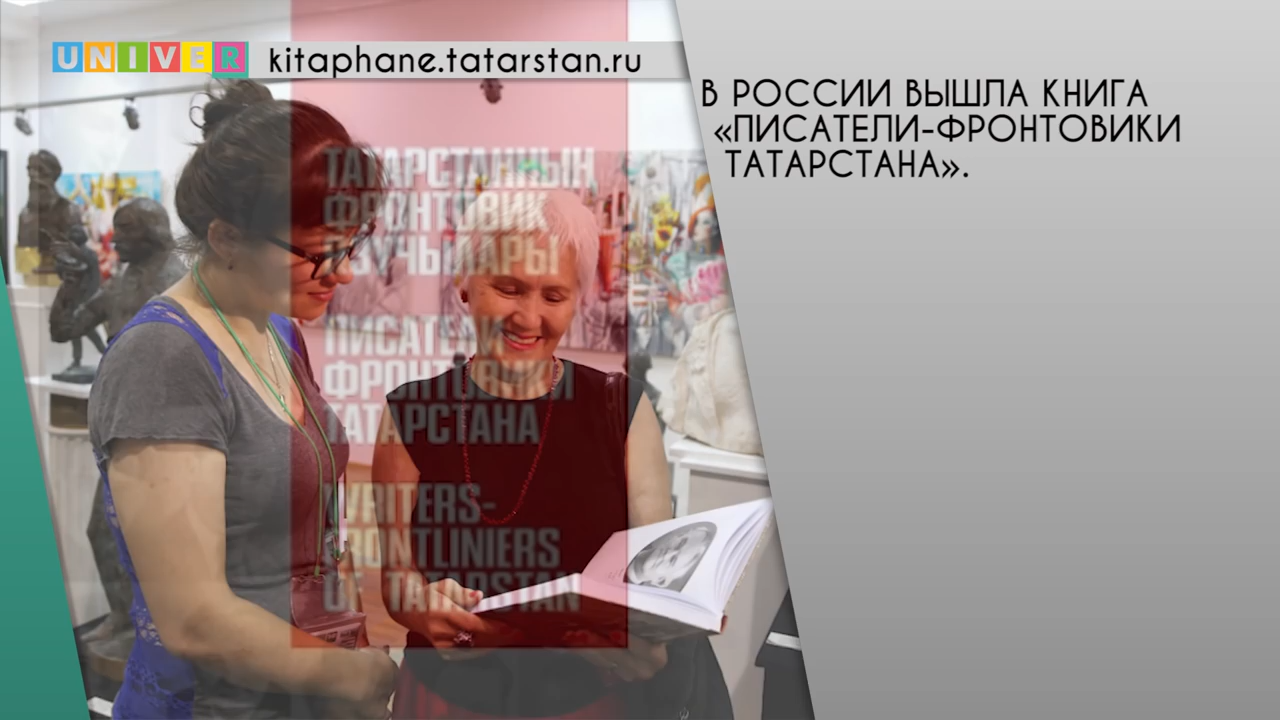 UNIVER kitaphane.tatarstan.ru
В РОССИИ ВЫШЛА КНИГА
«ПИСАТЕЛИ-ФРОНТОВИКИ
ТАТАРСТАНА».
ТАТАРСТАННЫҢ
ФРОНТОВИК
ЯЗУЧЫЛАРЫ
ПИСАТЕЛИ-
ФРОНТОВИКИ
ТАТАРСТАНА
WRITERS-
FRONTLINIERS
OF TATARSTAN